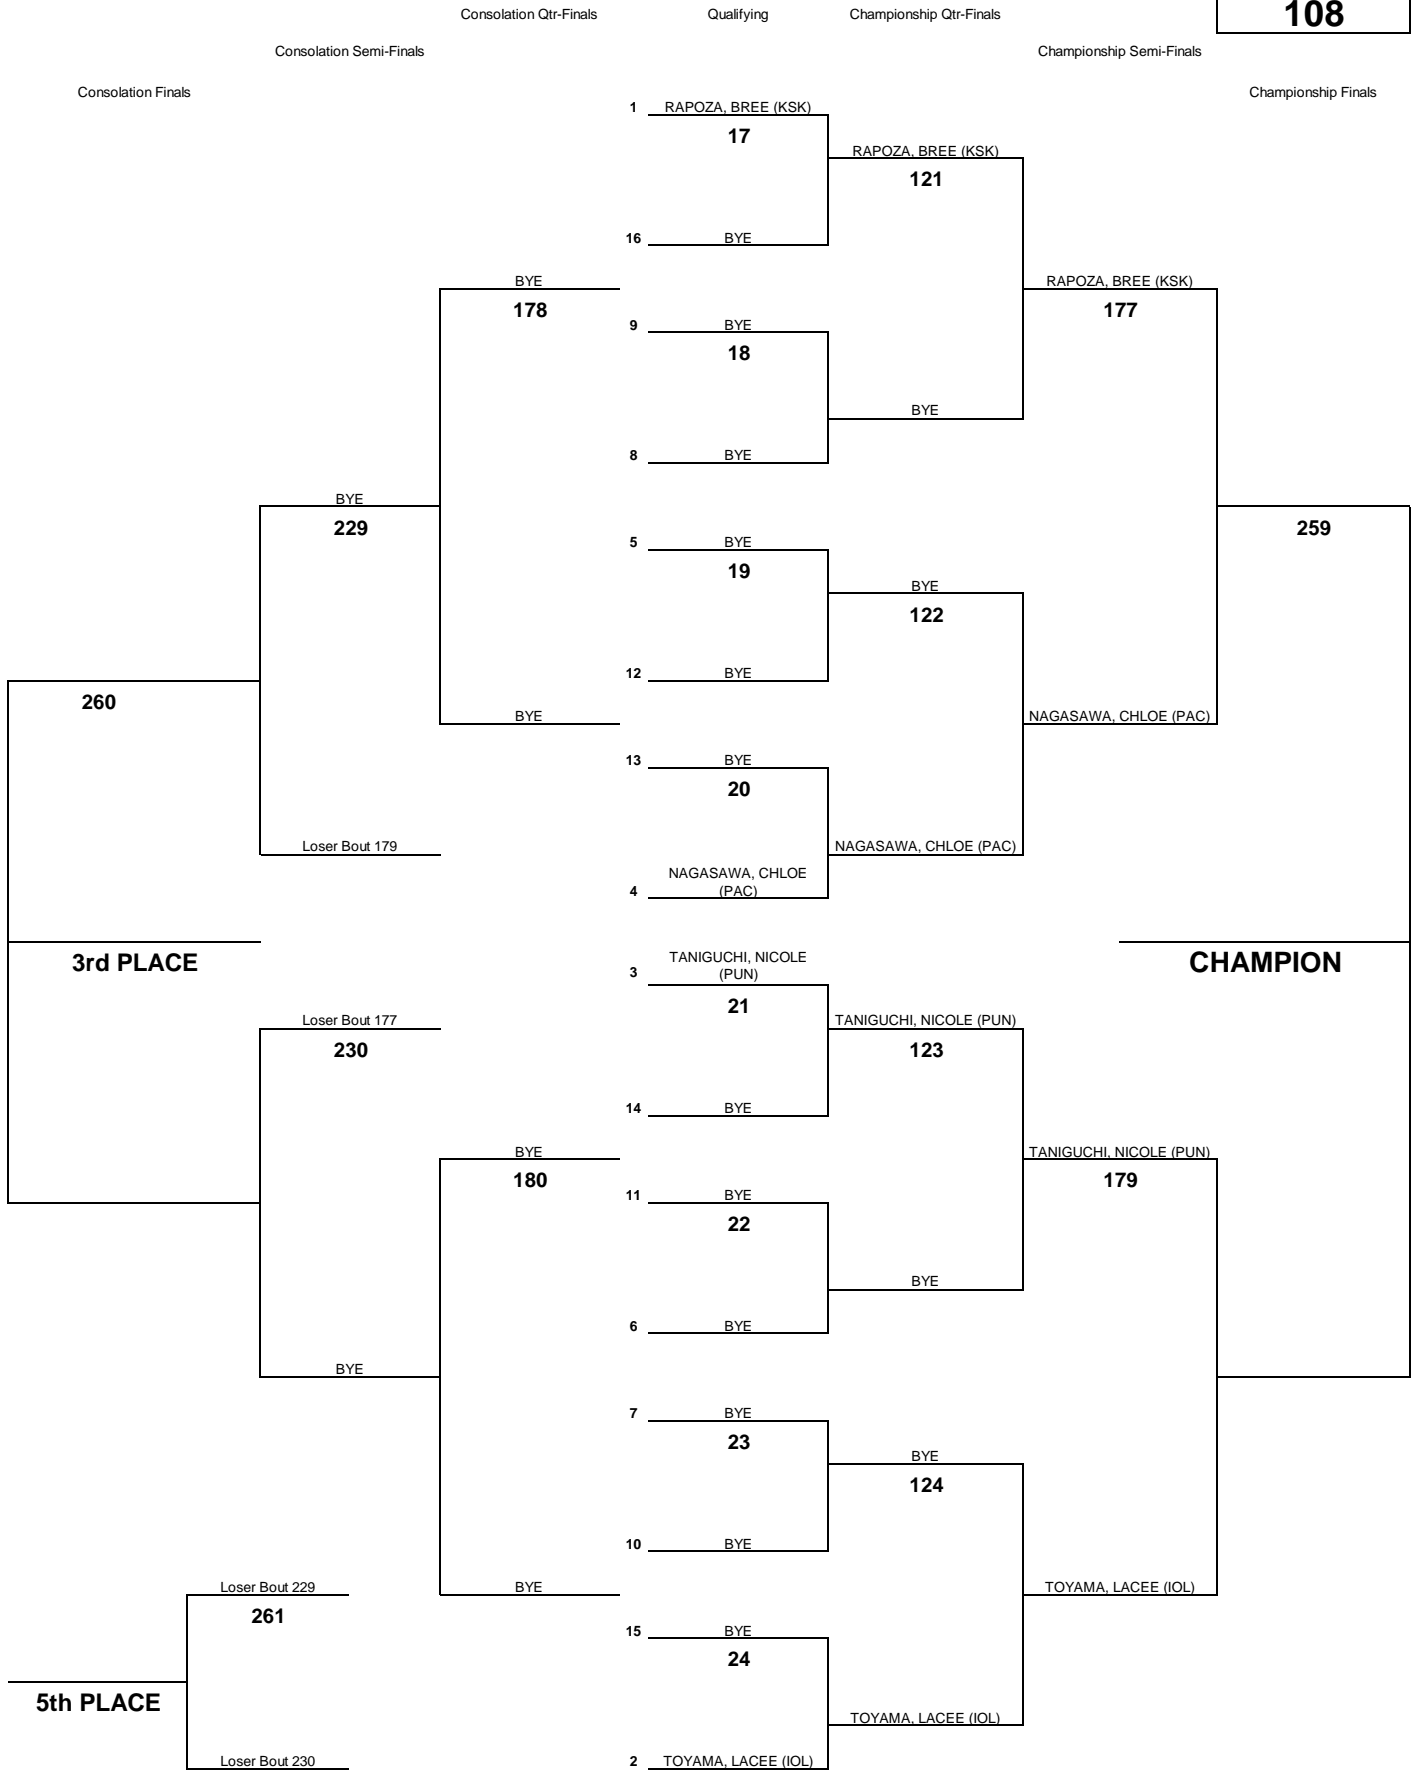 Consolation Qtr-Finals Qualifying Championship Qtr-Finals 108
Consolation Semi-Finals Championship Semi-Finals
Consolation Finals Championship Finals
1 RAPOZA, BREE (KSK)
17
RAPOZA, BREE (KSK)
121
16 BYE
BYE RAPOZA, BREE (KSK)
178 177
9 BYE
18
BYE
8 BYE
BYE
229 259
5 BYE
19
BYE
122
12 BYE
260
BYE NAGASAWA, CHLOE (PAC)
13 BYE
20
Loser Bout 179 NAGASAWA, CHLOE (PAC)
NAGASAWA, CHLOE
4 (PAC)
3rd PLACE CHAMPION
TANIGUCHI, NICOLE
3 (PUN)
21
Loser Bout 177 TANIGUCHI, NICOLE (PUN)
230 123
14 BYE
BYE TANIGUCHI, NICOLE (PUN)
180 179
11 BYE
22
BYE
6 BYE
BYE
7 BYE
23
BYE
124
10 BYE
Loser Bout 229 BYE TOYAMA, LACEE (IOL)
261
15 BYE
24
5th PLACE
TOYAMA, LACEE (IOL)
Loser Bout 230 2 TOYAMA, LACEE (IOL)